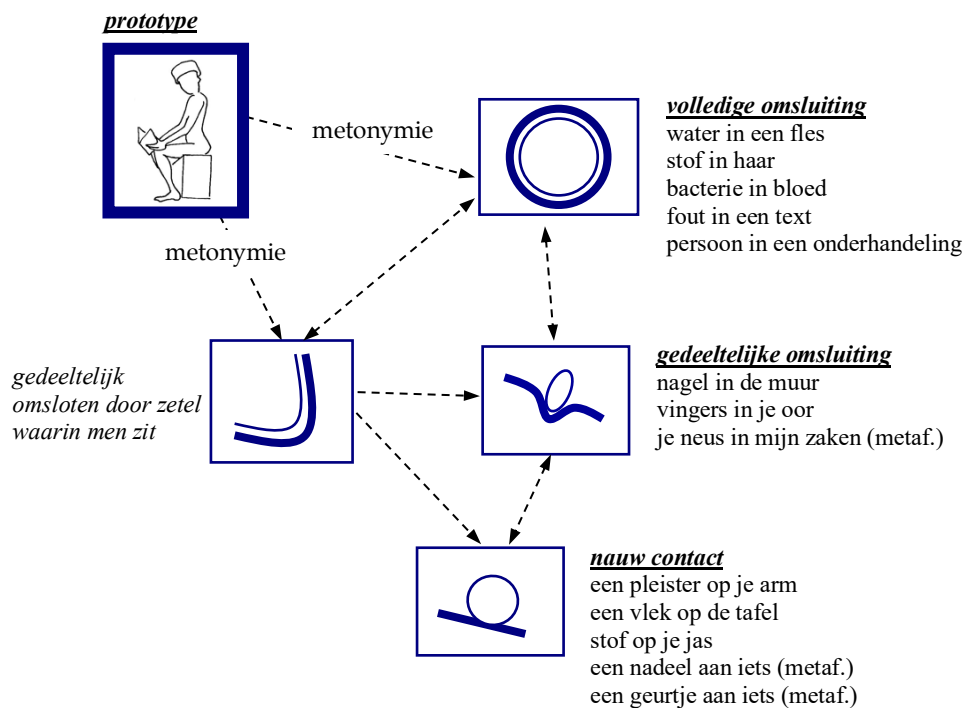 prototype
metonymie
volledige omsluiting
water in een fles
stof in haar
bacterie in bloed
fout in een text
persoon in een onderhandeling
metonymie
gedeeltelijk
omsloten door zetel
waarin men zit
gedeeltelijke omsluiting
nagel in de muur
vingers in je oor
je neus in mijn zaken (metaf.)
nauw contact
een pleister op je arm
een vlek op de tafel
stof op je jas
een nadeel aan iets (metaf.)
een geurtje aan iets (metaf.)